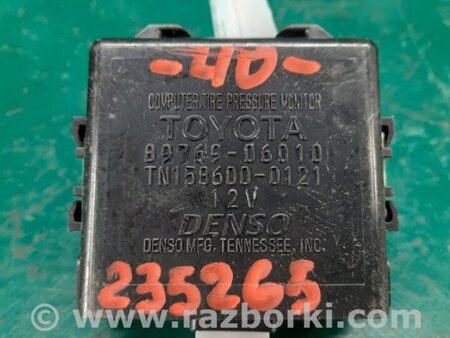 -40-
COMPUTER TIRE PRESSURE MONITOR
TOYOTA
89769-06010
TN158600-0121
12V
DENSO
DENSO MFG. TENNESSEE, INC.
235265
www.razborki.com